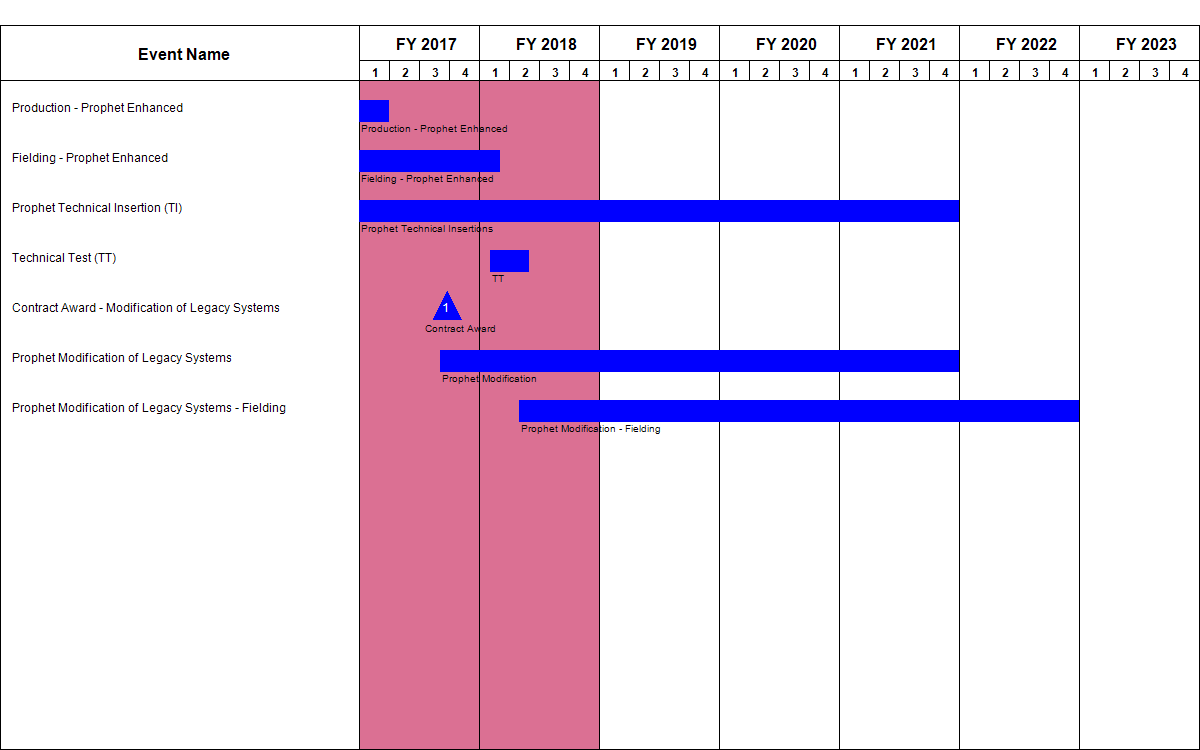 Event Name
FY 2017 FY 2018 FY 2019 FY 2020 FY 2021 FY 2022 FY 2023
1 2 3 4 1 2 3 4 1 2 3 4 1 2 3 4 1 2 3 4 1 2 3 4 1 2 3 4
Production - Prophet Enhanced
Production - Prophet Enhanced
Fielding - Prophet Enhanced
Fielding - Prophet Enhanced
Prophet Technical Insertion (TI)
Prophet Technical Insertions
Technical Test (TT)
TT
Contract Award - Modification of Legacy Systems
1
Contract Award
Prophet Modification of Legacy Systems
Prophet Modification
Prophet Modification of Legacy Systems - Fielding
Prophet Modification - Fielding